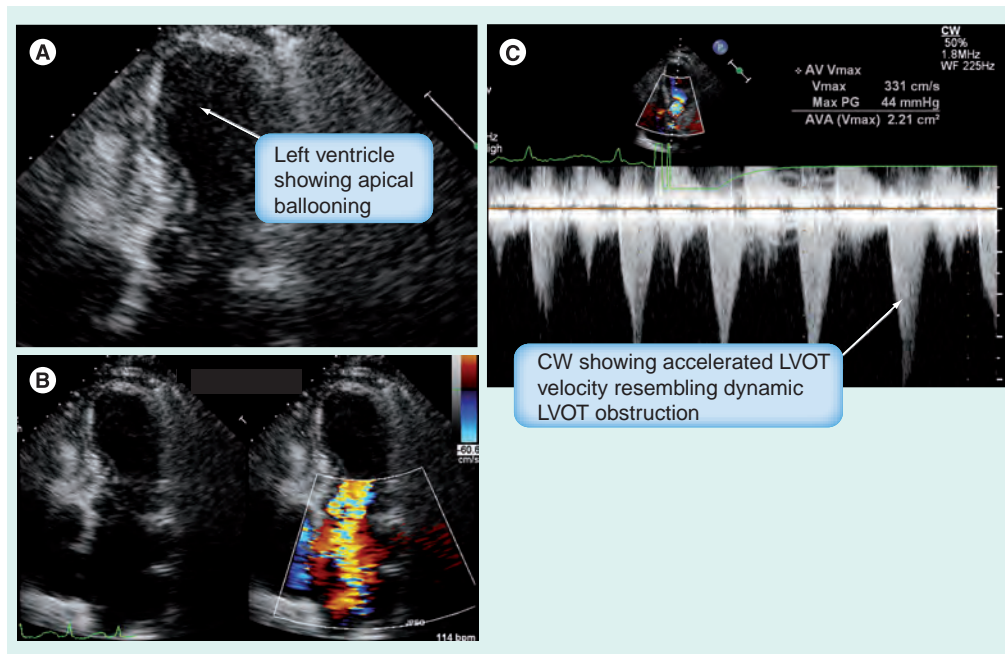 A
Left ventricle
showing apical
ballooning
B
-60.6
cm/s
114 bpm
C
P
CW
50%
1.8MHz
WF 225Hz
AV Vmax
Vmax 331 cm/s
Max PG 44 mmHg
AVA (Vmax) 2.21 cm²
CW showing accelerated LVOT
velocity resembling dynamic
LVOT obstruction